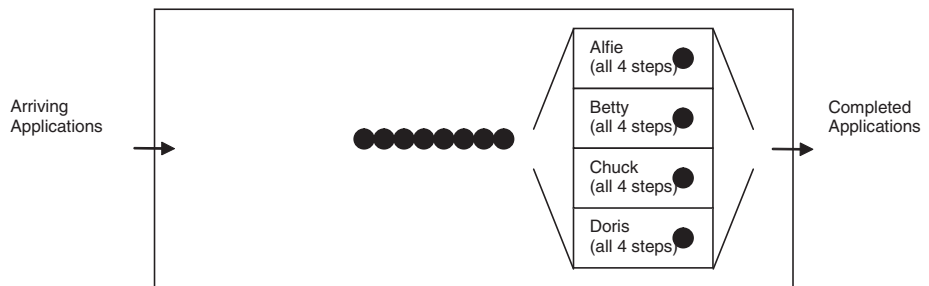 Arriving
Applications
Alfie
(all 4 steps)
Betty
(all 4 steps)
Chuck
(all 4 steps)
Doris
(all 4 steps)
Completed
Applications